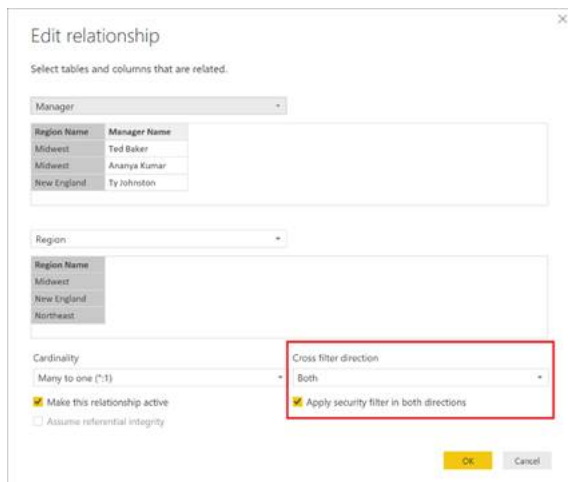 Edit relationship
Select tables and columns that are related.
Manager
Region Name Manager Name
Midwest Ted Baker
Midwest Ananya Kumar
New England Ty Johnston
Region
Region Name
Midwest
New England
Northeast
Cardinality Cross filter direction
Many to one (*:1) Both
Make this relationship active Apply security filter in both directions
Assume referential integrity
OK Cancel